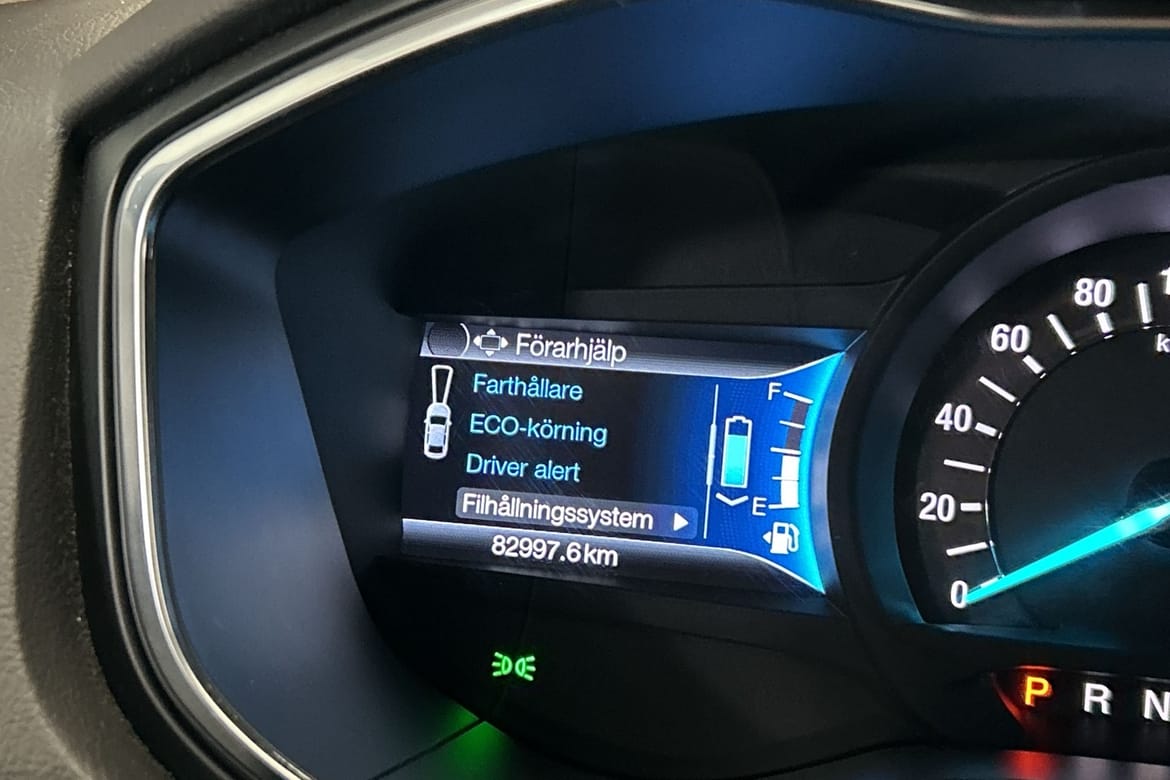 Förarhjälp
Farthållare
ECO-körning
Driver alert
Filhållningssystem
82997.6 km
F
E
80
60
40
20
0
P R N